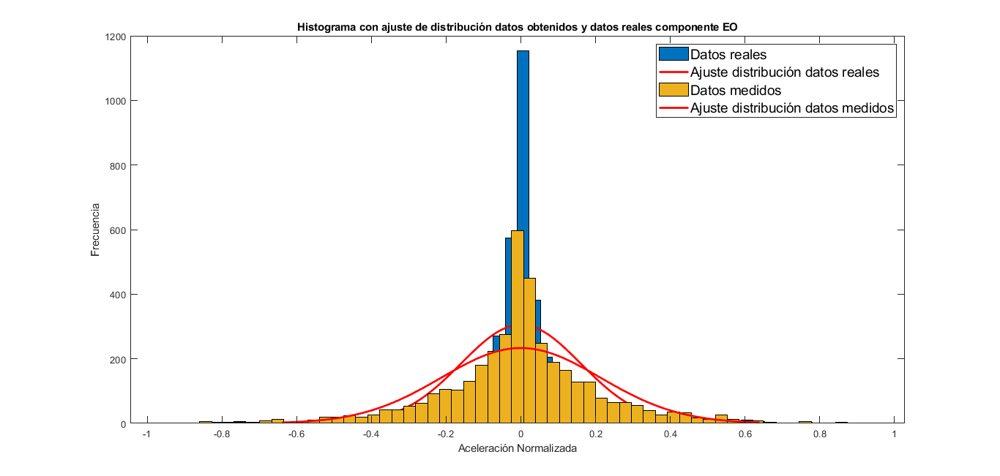 Histograma con ajuste de distribución datos obtenidos y datos reales componente EO
1200
1000
800
600
400
200
0
Frecuencia
Datos reales
Ajuste distribución datos reales
Datos medidos
Ajuste distribución datos medidos
-1 -0.8 -0.6 -0.4 -0.2 0 0.2 0.4 0.6 0.8 1
Aceleración Normalizada